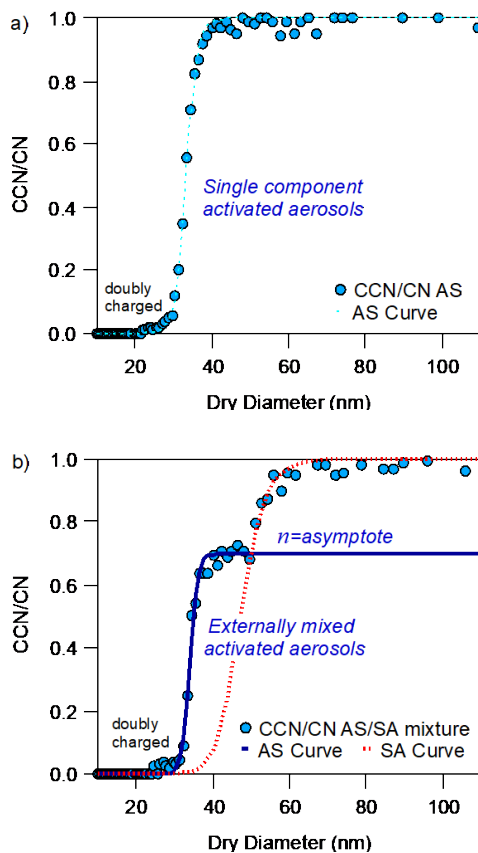 a)
1.0
0.8
0.6
0.4
0.2
0.0
CCN/CN
Single component
activated aerosols
doubly
charged
CCN/CN AS
AS Curve
20
40
60
80
100
Dry Diameter (nm)
b)
1.0
0.8
0.6
0.4
0.2
0.0
CCN/CN
n=asymptote
Externally mixed
activated aerosols
doubly
charged
CCN/CN AS/SA mixture
AS Curve
SA Curve
20
40
60
80
100
Dry Diameter (nm)